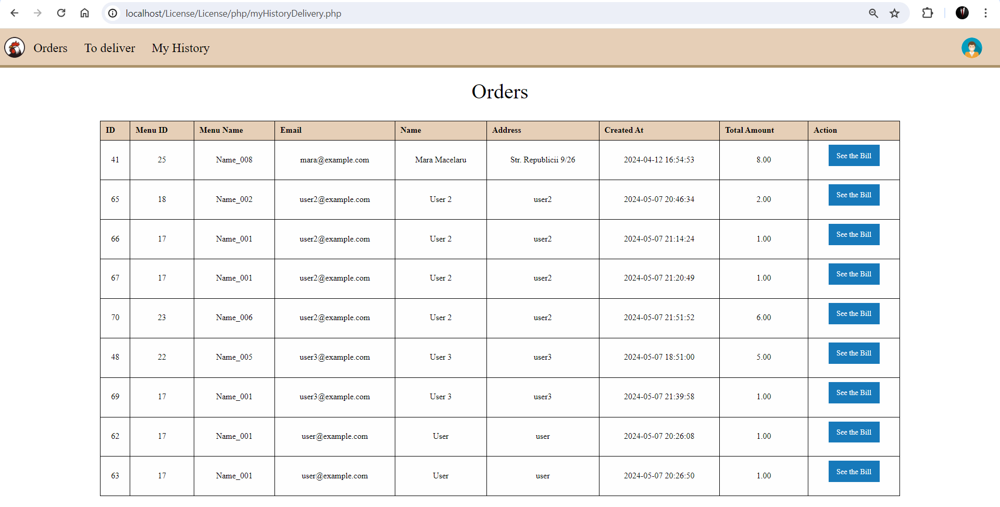 localhost/License/License/php/myHistoryDelivery.php
Orders To deliver My History
Orders
ID Menu ID Menu Name Email Name Address Created At Total Amount Action
41 25 Name_008 mara@example.com Mara Macelaru Str. Republicii 9/26 2024-04-12 16:54:53 8.00 See the Bill
65 18 Name_002 user2@example.com User 2 user2 2024-05-07 20:46:34 2.00 See the Bill
66 17 Name_001 user2@example.com User 2 user2 2024-05-07 21:14:24 1.00 See the Bill
67 17 Name_001 user2@example.com User 2 user2 2024-05-07 21:20:49 1.00 See the Bill
70 23 Name_006 user2@example.com User 2 user2 2024-05-07 21:51:52 6.00 See the Bill
48 22 Name_005 user3@example.com User 3 user3 2024-05-07 18:51:00 5.00 See the Bill
69 17 Name_001 user3@example.com User 3 user3 2024-05-07 21:39:58 1.00 See the Bill
62 17 Name_001 user@example.com User user 2024-05-07 20:26:08 1.00 See the Bill
63 17 Name_001 user@example.com User user 2024-05-07 20:26:50 1.00 See the Bill